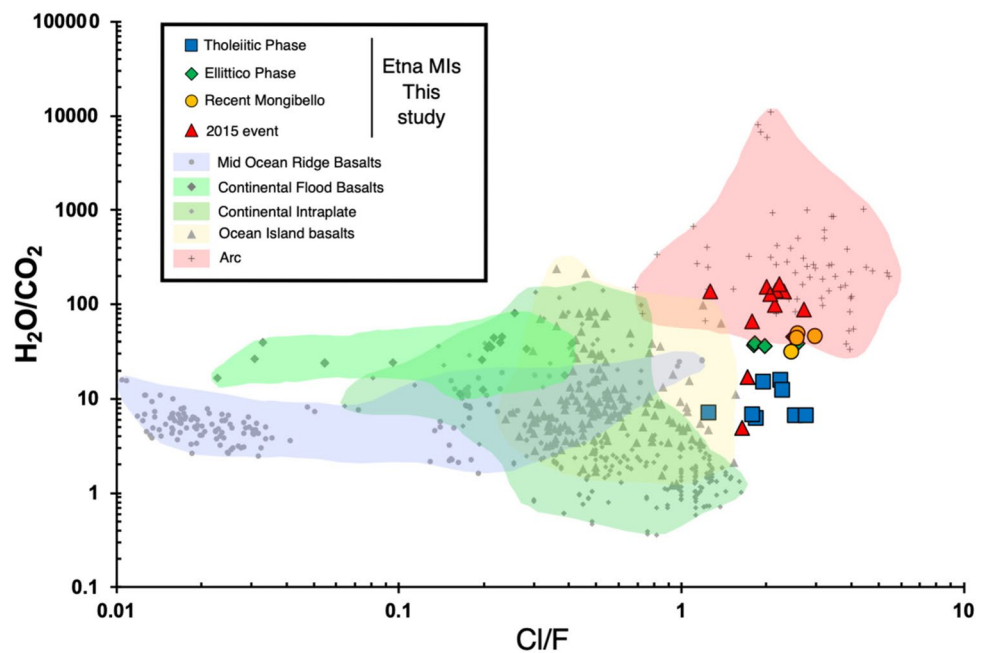 100000
10000
1000
100
10
1
0.1
H₂O/CO₂
Tholeiitic Phase
Ellittico Phase
Recent Mongibello
2015 event
Etna MIs
This
study
Mid Ocean Ridge Basalts
Continental Flood Basalts
Continental Intraplate
Ocean Island basalts
Arc
0.01
0.1
1
10
Cl/F